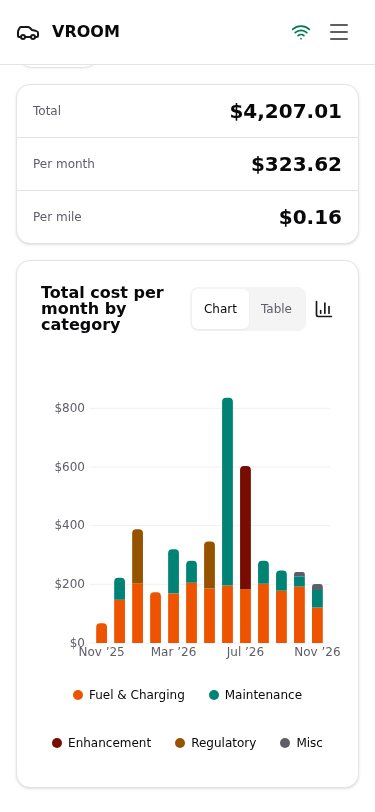 VROOM
Total $4,207.01
Per month $323.62
Per mile $0.16
Total cost per
month by
category
Chart Table
$800
$600
$400
$200
$0
Nov ’25 Mar ’26 Jul ’26 Nov ’26
Fuel & Charging Maintenance
Enhancement Regulatory Misc